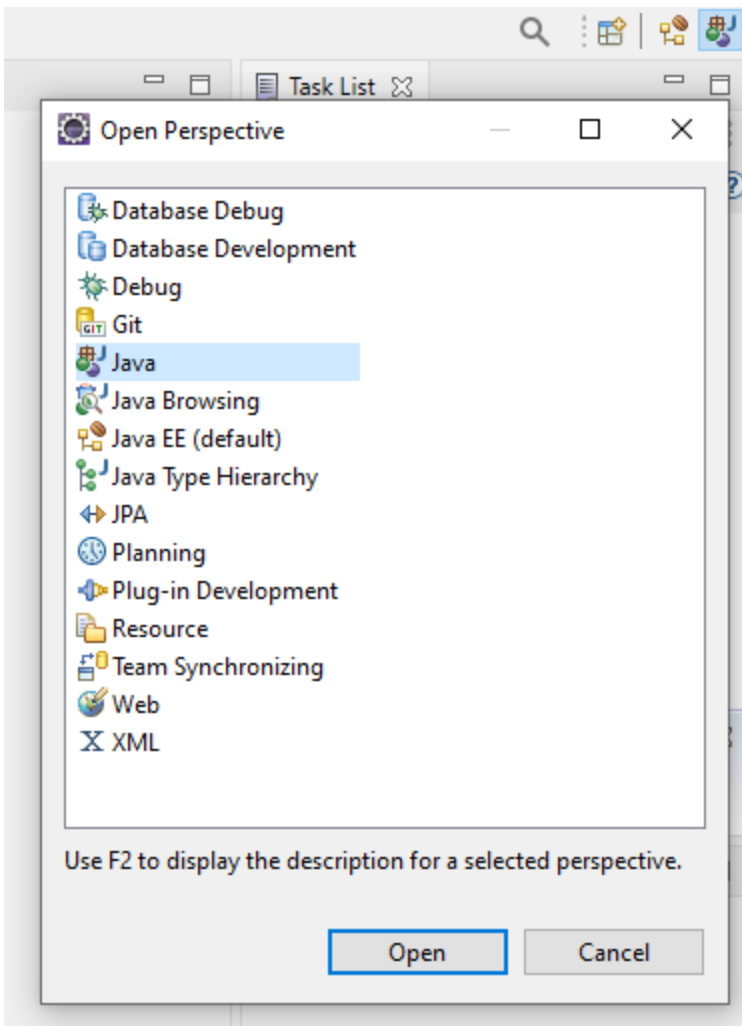 Task List
Open Perspective
Database Debug
Database Development
Debug
GIT Git
Java
Java Browsing
Java EE (default)
Java Type Hierarchy
JPA
Planning
Plug-in Development
Resource
Team Synchronizing
Web
X XML
Use F2 to display the description for a selected perspective.
Open Cancel